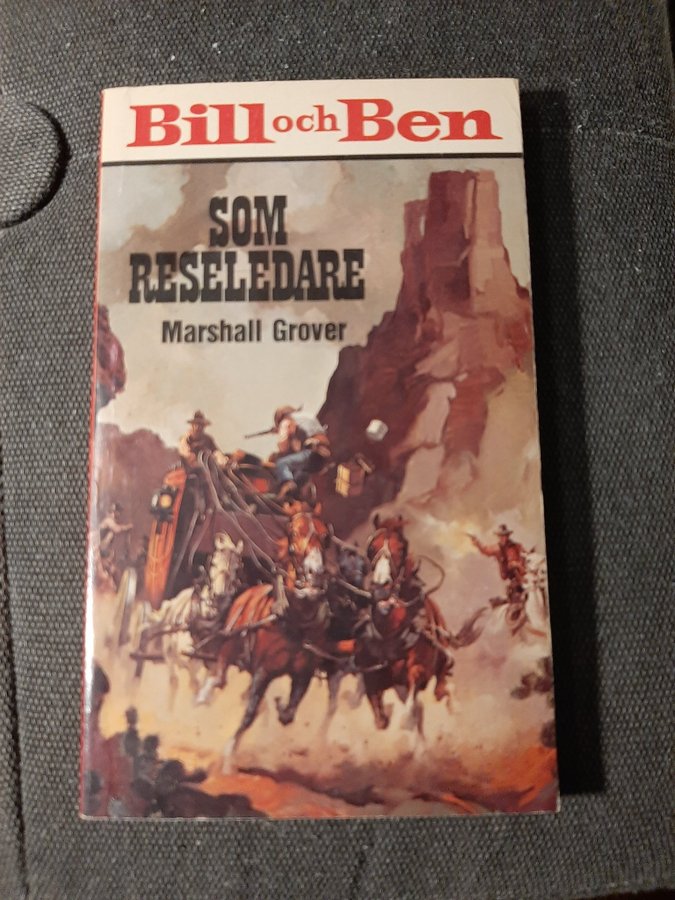 Bill och Ben
SOM
RESELEDARE
Marshall Grover